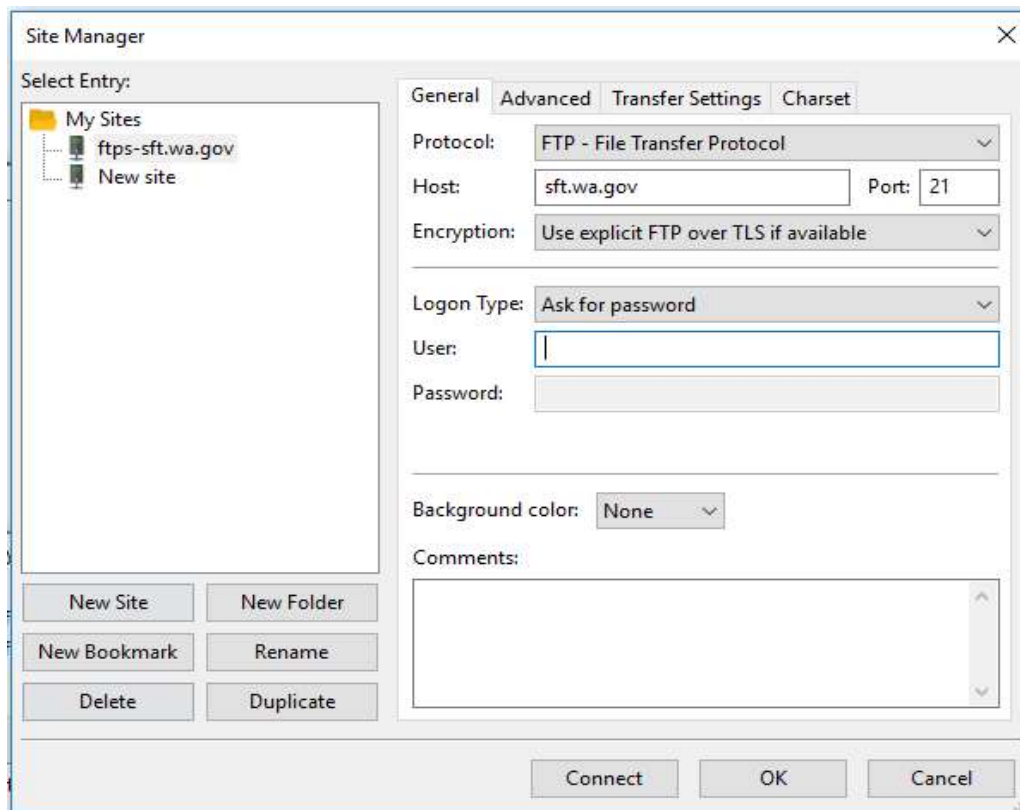 Site Manager
Select Entry:
My Sites
ftps-sft.wa.gov
New site
New Site
New Folder
New Bookmark
Rename
Delete
Duplicate
General Advanced Transfer Settings Charset
Protocol: FTP - File Transfer Protocol
Host: sft.wa.gov Port: 21
Encryption: Use explicit FTP over TLS if available
Logon Type: Ask for password
User:
Password:
Background color: None
Comments:
Connect OK Cancel